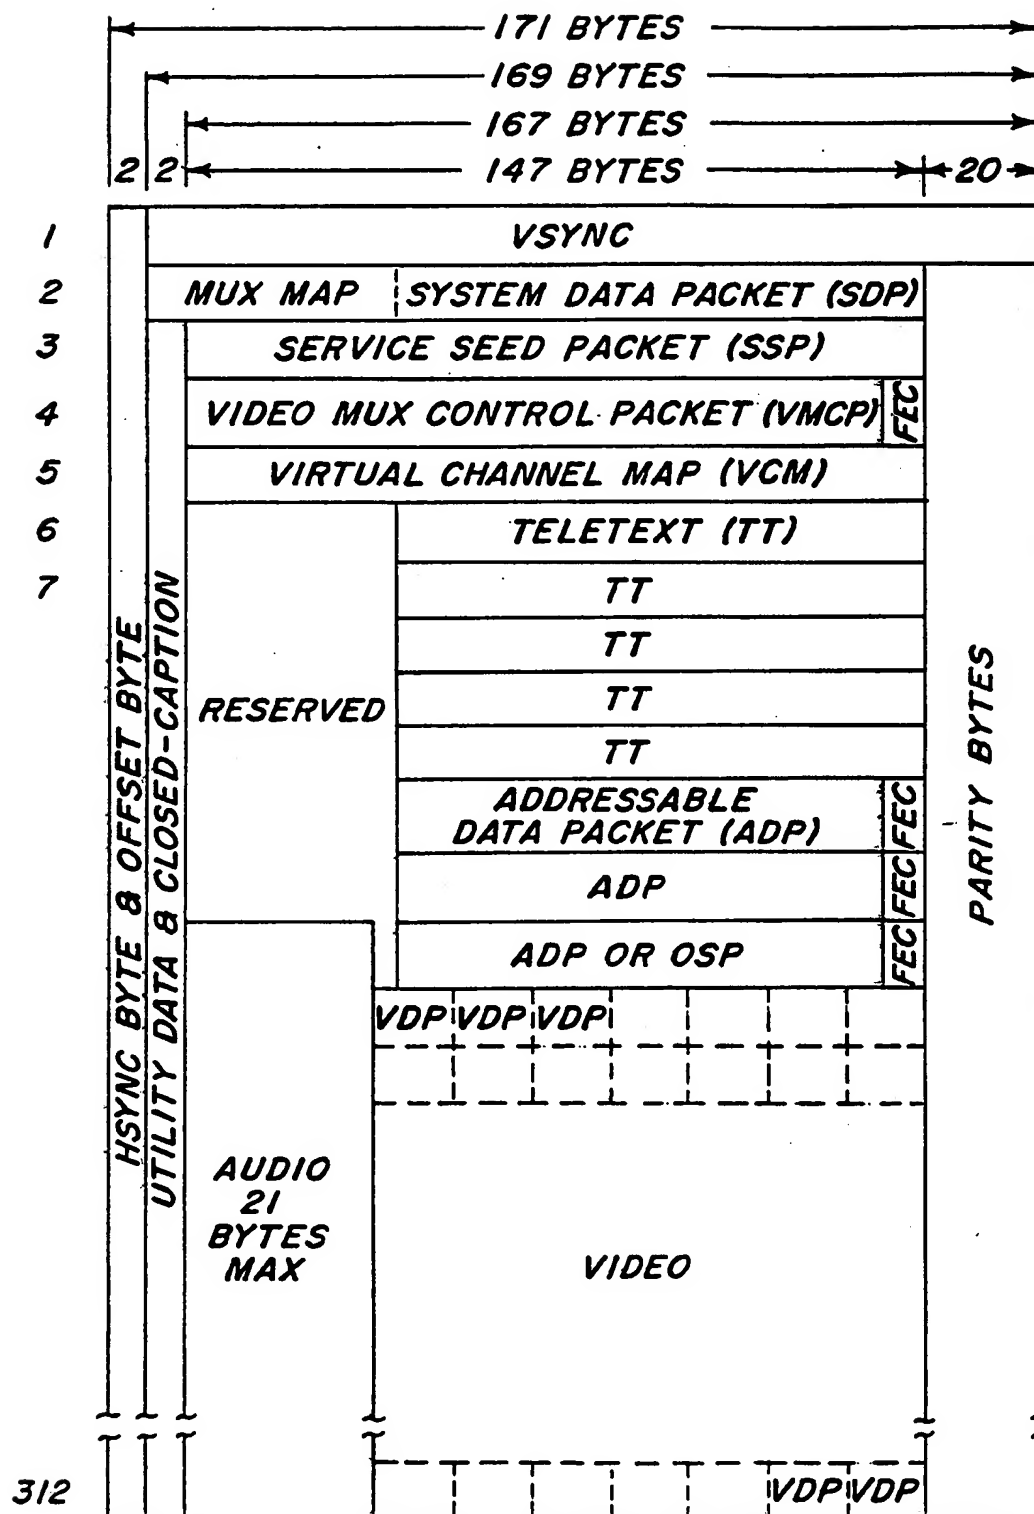 171 BYTES
169 BYTES
167 BYTES
2 2 147 BYTES 20
1 VSYNC
2 MUX MAP SYSTEM DATA PACKET (SDP)
3 SERVICE SEED PACKET (SSP)
4 VIDEO MUX CONTROL PACKET (VMCP) FEC
5 VIRTUAL CHANNEL MAP (VCM)
6 TELETEXT (TT)
7 TT
TT
TT
TT
RESERVED
ADDRESSABLE
DATA PACKET (ADP) FEC
ADP FEC
ADP OR OSP FEC
VDP VDP VDP
HSYNC BYTE & OFFSET BYTE
UTILITY DATA & CLOSED-CAPTION
AUDIO
21
BYTES
MAX
VIDEO
PARITY BYTES
312 VDP VDP